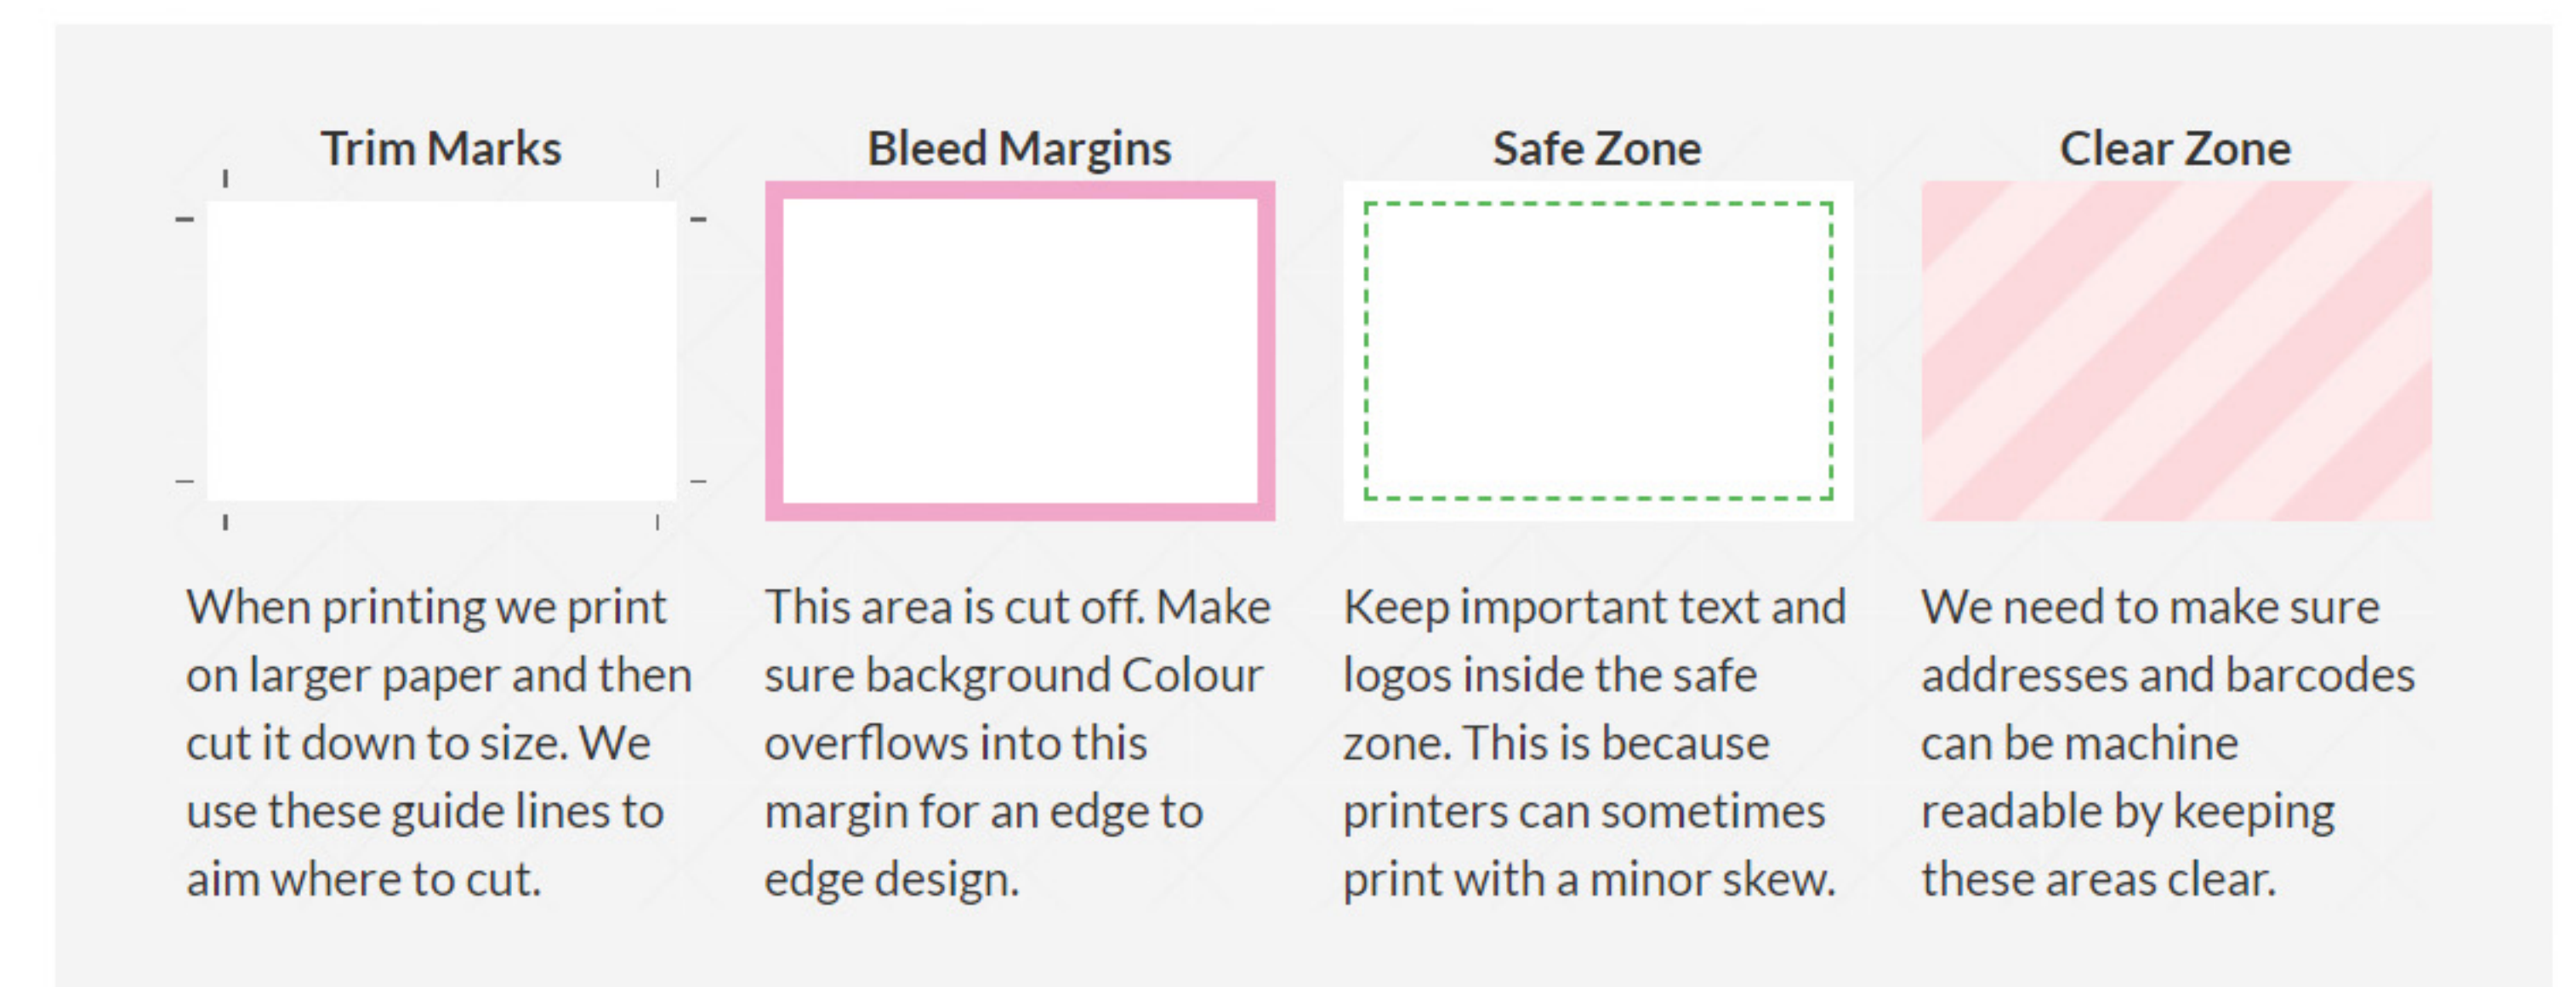 Trim Marks
When printing we print
on larger paper and then
cut it down to size. We
use these guide lines to
aim where to cut.
Bleed Margins
This area is cut off. Make
sure background Colour
overflows into this
margin for an edge to
edge design.
Safe Zone
Keep important text and
logos inside the safe
zone. This is because
printers can sometimes
print with a minor skew.
Clear Zone
We need to make sure
addresses and barcodes
can be machine
readable by keeping
these areas clear.